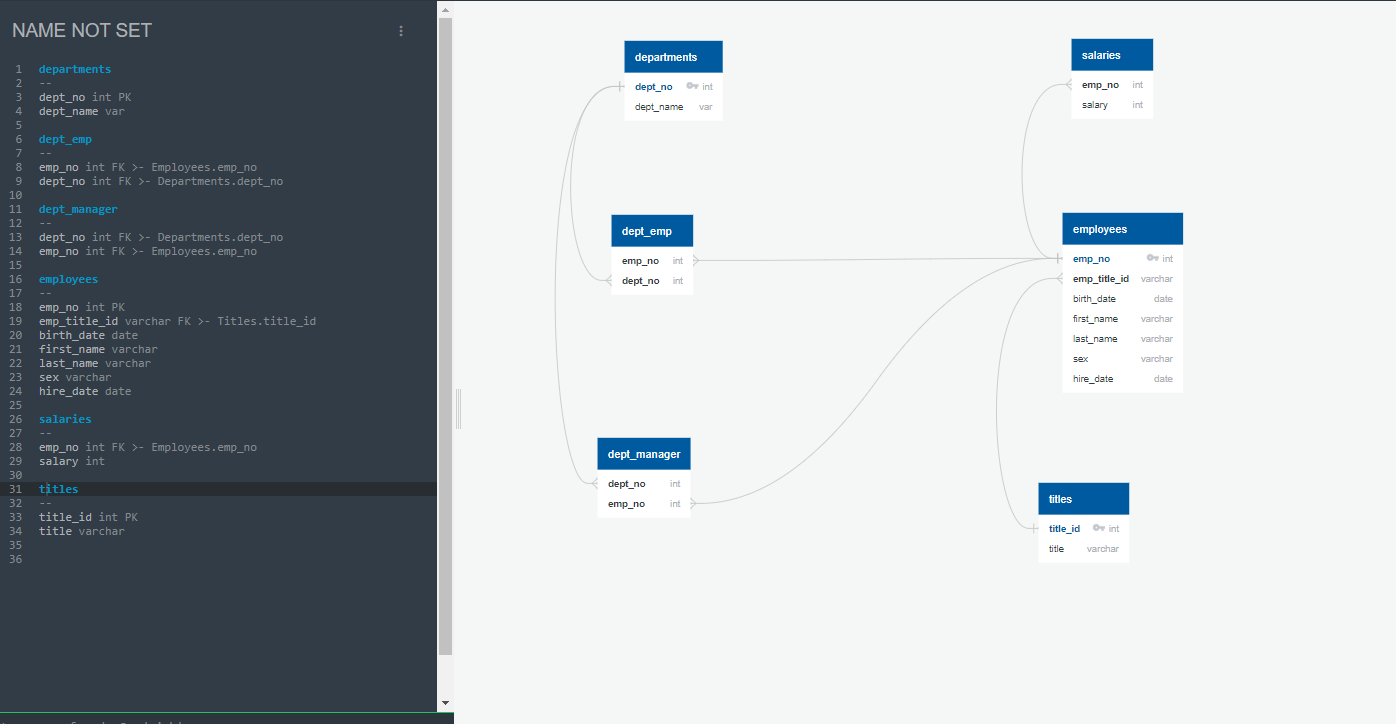 NAME NOT SET
1 departments
2 --
3 dept_no int PK
4 dept_name var
5
6 dept_emp
7 --
8 emp_no int FK >- Employees.emp_no
9 dept_no int FK >- Departments.dept_no
10
11 dept_manager
12 --
13 dept_no int FK >- Departments.dept_no
14 emp_no int FK >- Employees.emp_no
15
16 employees
17 --
18 emp_no int PK
19 emp_title_id varchar FK >- Titles.title_id
20 birth_date date
21 first_name varchar
22 last_name varchar
23 sex varchar
24 hire_date date
25
26 salaries
27 --
28 emp_no int FK >- Employees.emp_no
29 salary int
30
31 titles
32 --
33 title_id int PK
34 title varchar
35
36
departments
dept_no int
dept_name var
salaries
emp_no int
salary int
dept_emp
emp_no int
dept_no int
employees
emp_no int
emp_title_id varchar
birth_date date
first_name varchar
last_name varchar
sex varchar
hire_date date
dept_manager
dept_no int
emp_no int
titles
title_id int
title varchar